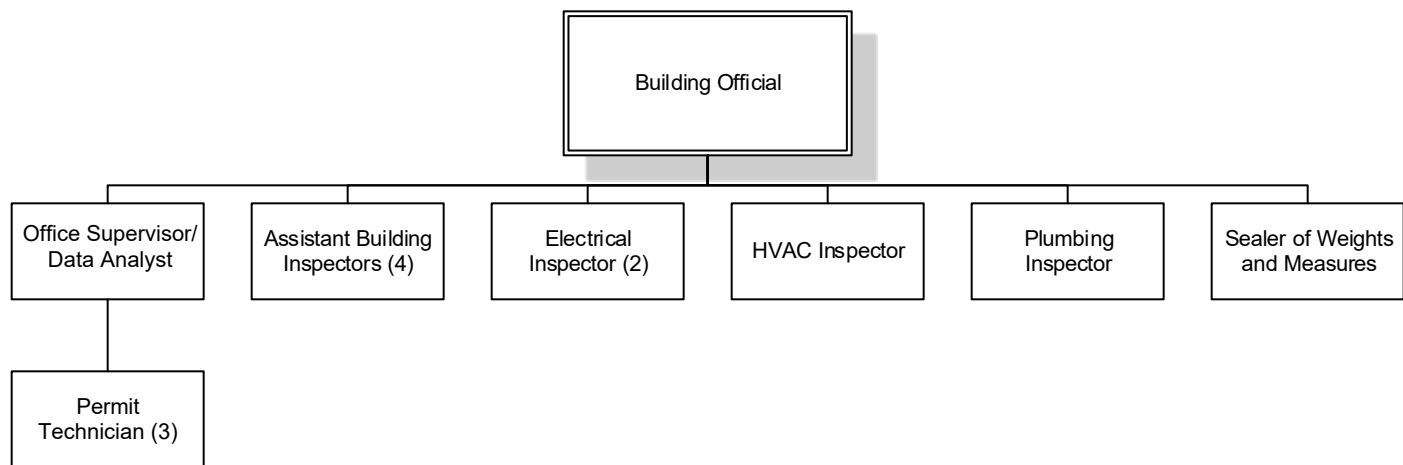 Building Official
Office Supervisor/
Data Analyst
Assistant Building
Inspectors (4)
Electrical
Inspector (2)
HVAC Inspector
Plumbing
Inspector
Sealer of Weights
and Measures
Permit
Technician (3)